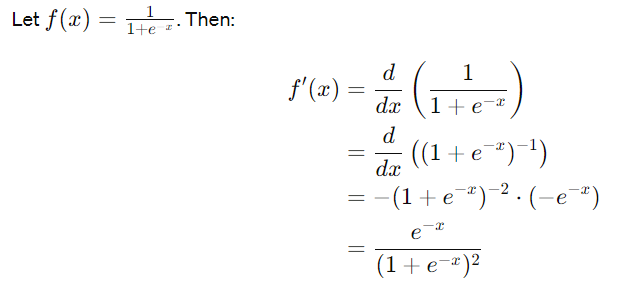 Let f(x) = 1/(1+e^{-x}). Then:
f'(x) = d/dx (1/(1 + e^{-x}))
= d/dx ((1 + e^{-x})^{-1})
= -(1 + e^{-x})^{-2} · (-e^{-x})
= e^{-x}/(1 + e^{-x})^2